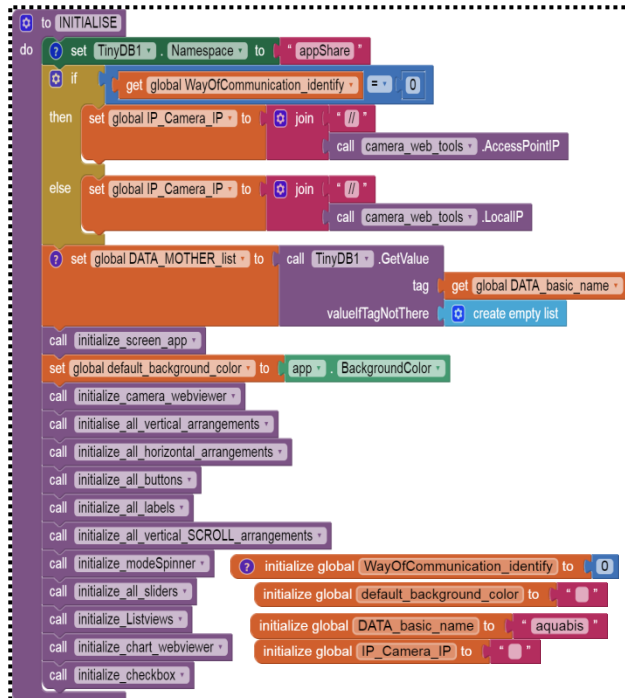 to INITIALISE
do ? set TinyDB1 . Namespace to " appShare "
if get global WayOfCommunication_identify = 0
then set global IP_Camera_IP to join " // "
call camera_web_tools .AccessPointIP
else set global IP_Camera_IP to join " // "
call camera_web_tools .LocalIP
? set global DATA_MOTHER_list to call TinyDB1 .GetValue
tag get global DATA_basic_name
valueIfTagNotThere create empty list
call initialize_screen_app
set global default_background_color to app . BackgroundColor
call initialize_camera_webviewer
call initialise_all_vertical_arrangements
call initialize_all_horizontal_arrangements
call initialize_all_buttons
call initialize_all_labels
call initialize_all_vertical_SCROLL_arrangements
call initialize_modeSpinner
? initialize global WayOfCommunication_identify to 0
call initialize_all_sliders
initialize global default_background_color to " "
call initialize_Listviews
initialize global DATA_basic_name to " aquabis "
call initialize_chart_webviewer
initialize global IP_Camera_IP to " "
call initialize_checkbox